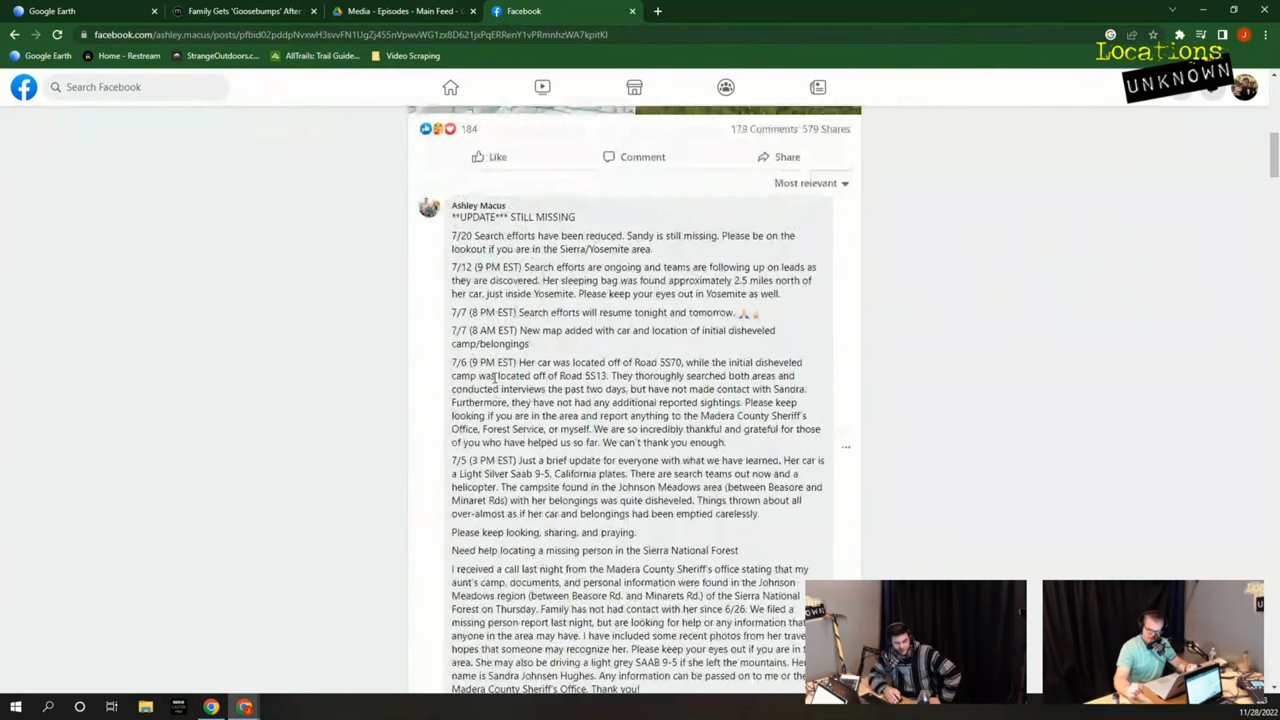 Google Earth
Family Gets 'Goosebumps' After
Media - Episodes - Main Feed
Facebook
facebook.com/ashley.macus/posts/
Google Earth
Home - Restream
StrangeOutdoors.c...
AllTrails: Trail Guide...
Video Scraping
Locations
UNKNOWN
Search Facebook
184
179 Comments 579 Shares
Like
Comment
Share
Most relevant
Ashley Macus
**UPDATE*** STILL MISSING
7/20 Search efforts have been reduced. Sandy is still missing. Please be on the
lookout if you are in the Sierra/Yosemite area.
7/12 (9 PM EST) Search efforts are ongoing and teams are following up on leads as
they are discovered. Her sleeping bag was found approximately 2.5 miles north of
her car, just inside Yosemite. Please keep your eyes out in Yosemite as well.
7/7 (8 PM EST) Search efforts will resume tonight and tomorrow.
7/7 (8 AM EST) New map added with car and location of initial disheveled
camp/belongings
7/6 (9 PM EST) Her car was located off of Road 5S70, while the initial disheveled
camp was located off of Road 5S13. They thoroughly searched both areas and
conducted interviews the past two days, but have not made contact with Sandra.
Furthermore, they have not had any additional reported sightings. Please keep
looking if you are in the area and report anything to the Madera County Sheriff's
Office, Forest Service, or myself. We are so incredibly thankful and grateful for those
of you who have helped us so far. We can't thank you enough.
7/5 (3 PM EST) Just a brief update for everyone with what we have learned. Her car is
a Light Silver Saab 9-5, California plates. There are search teams out now and a
helicopter. The campsite found in the Johnson Meadows area (between Beasore and
Minaret Rds) with her belongings was quite disheveled. Things thrown about all
over-almost as if her car and belongings had been emptied carelessly.
Please keep looking, sharing, and praying.
Need help locating a missing person in the Sierra National Forest
I received a call last night from the Madera County Sheriff's office stating that my
aunt's camp, documents, and personal information were found in the Johnson
Meadows region (between Beasore Rd. and Minarets Rd.) of the Sierra National
Forest on Thursday. Family has not had contact with her since 6/26. We filed a
missing person report last night, but are looking for help or any information that
anyone in the area may have. I have included some recent photos from her trave
hopes that someone may recognize her. Please keep your eyes out if you are in t
area. She may also be driving a light grey SAAB 9-5 if she left the mountains. He
name is Sandra Johnsen Hughes. Any information can be passed on to me or the
Madera County Sheriff's Office. Thank you!
11/28/2022